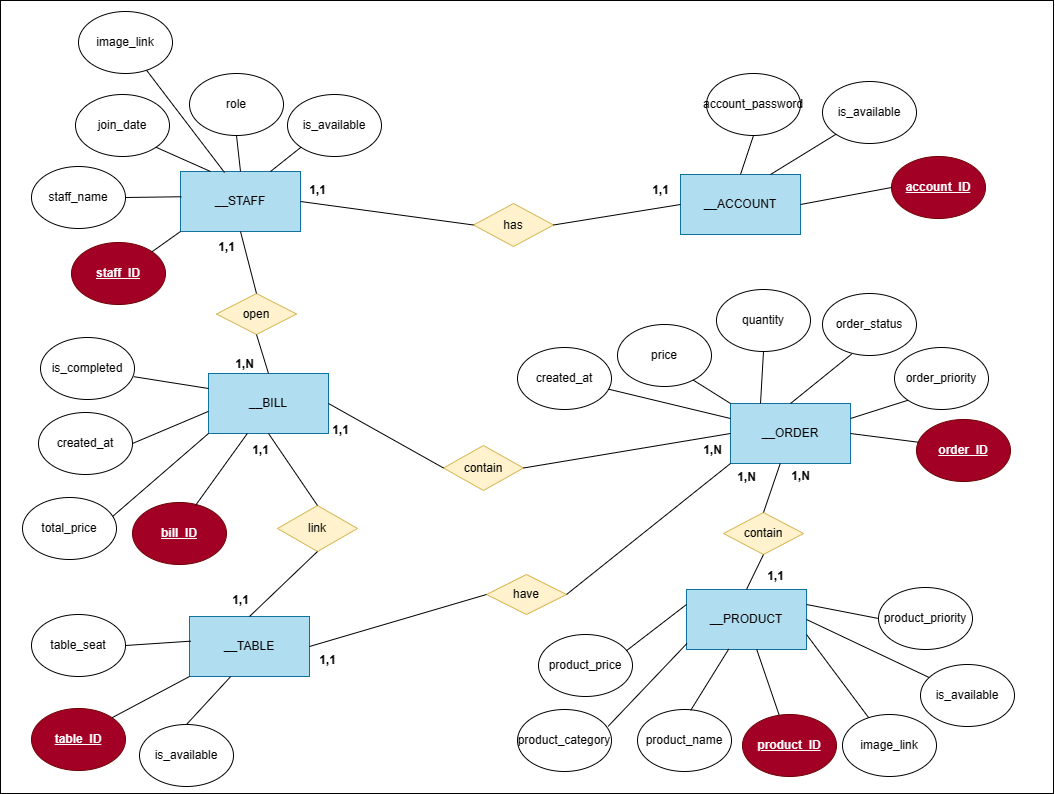 image_link
role
account_password
is_available
join_date
is_available
account_ID
staff_name
__STAFF
1,1
1,1
__ACCOUNT
has
1,1
staff_ID
open
quantity
order_status
price
1,N
is_completed
created_at
order_priority
__BILL
1,1
__ORDER
created_at
1,1
1,N
order_ID
contain
1,N
1,N
total_price
bill_ID
link
contain
1,1
1,1
have
__TABLE
__PRODUCT
product_priority
table_seat
1,1
product_price
is_available
table_ID
is_available
product_category
product_name
product_ID
image_link